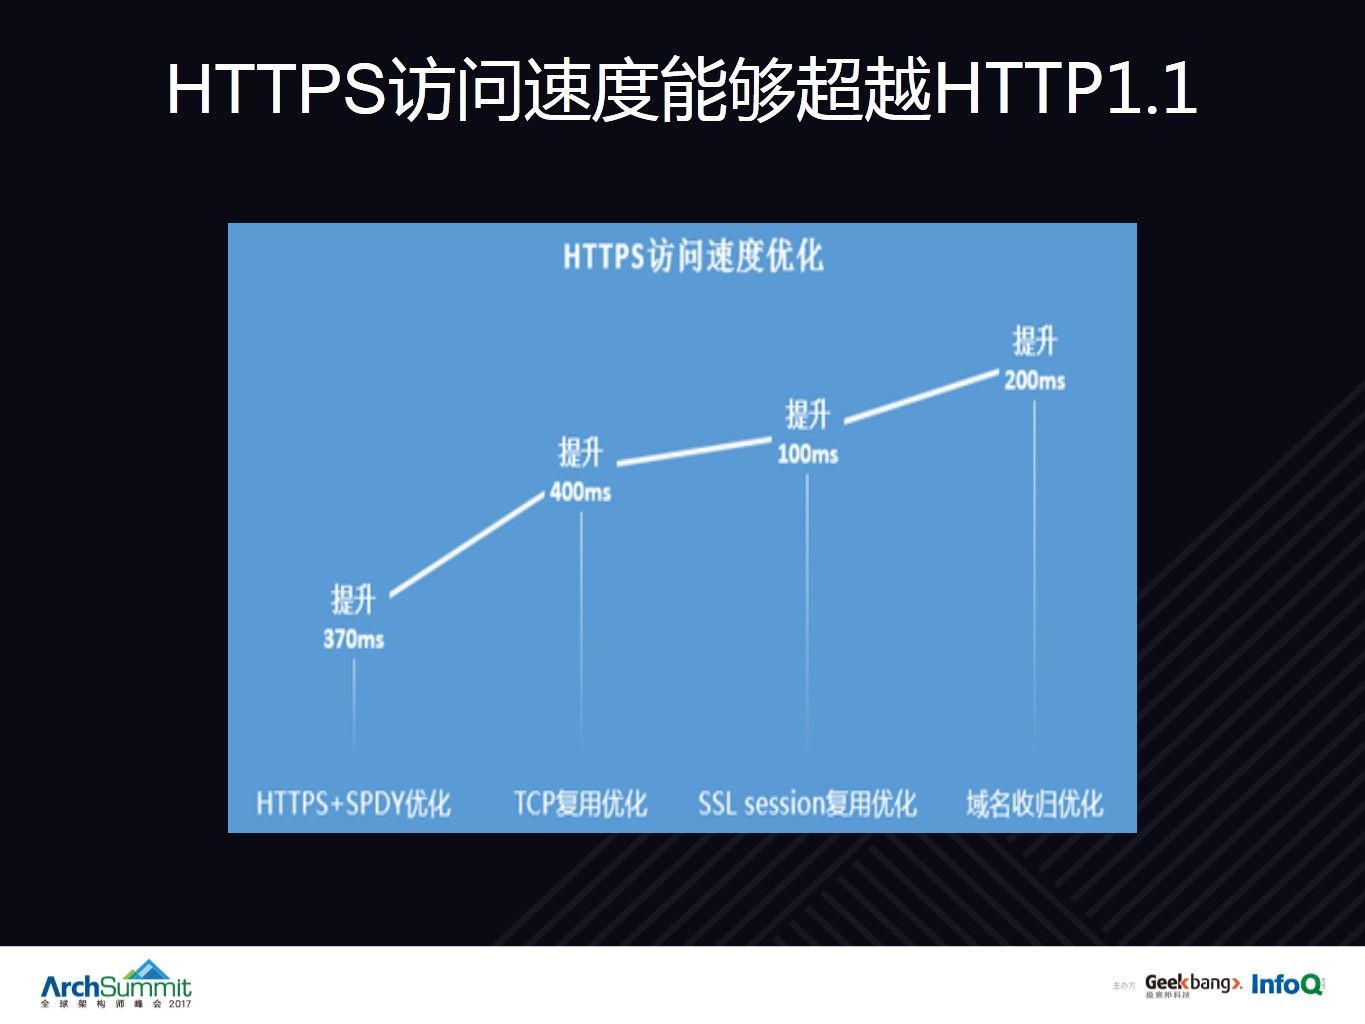 HTTPS访问速度能够超越HTTP1.1
HTTPS访问速度优化
提升
200ms
提升
100ms
提升
400ms
提升
370ms
HTTPS+SPDY优化 TCP复用优化 SSL session复用优化 域名收归优化
ArchSummit
全球架构师峰会 2017
主办方 Geekbang>. InfoQ
极客邦科技